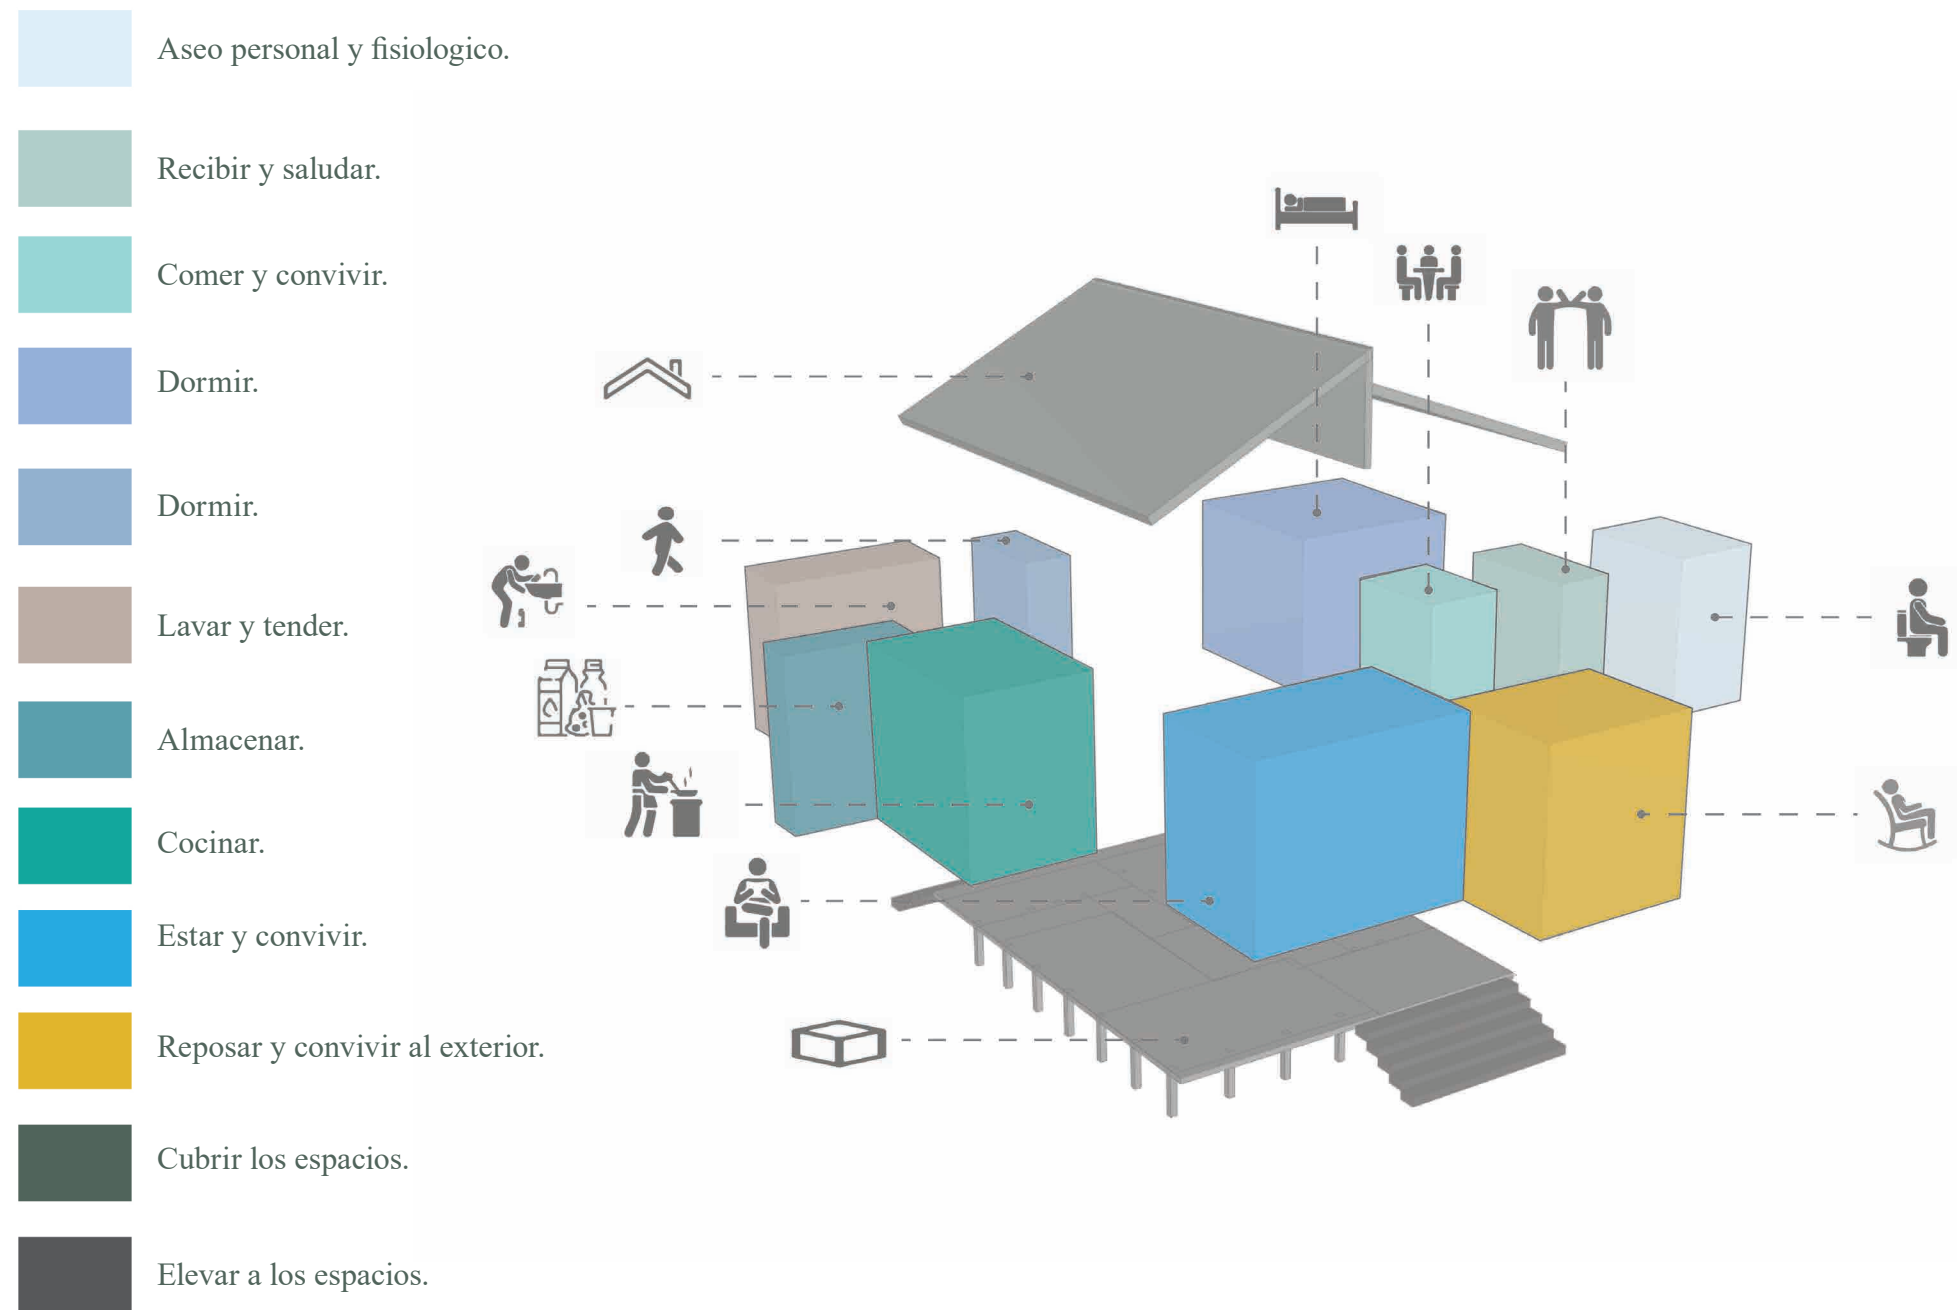 Aseo personal y fisiologico.
Recibir y saludar.
Comer y convivir.
Dormir.
Dormir.
Lavar y tender.
Almacenar.
Cocinar.
Estar y convivir.
Reposar y convivir al exterior.
Cubrir los espacios.
Elevar a los espacios.